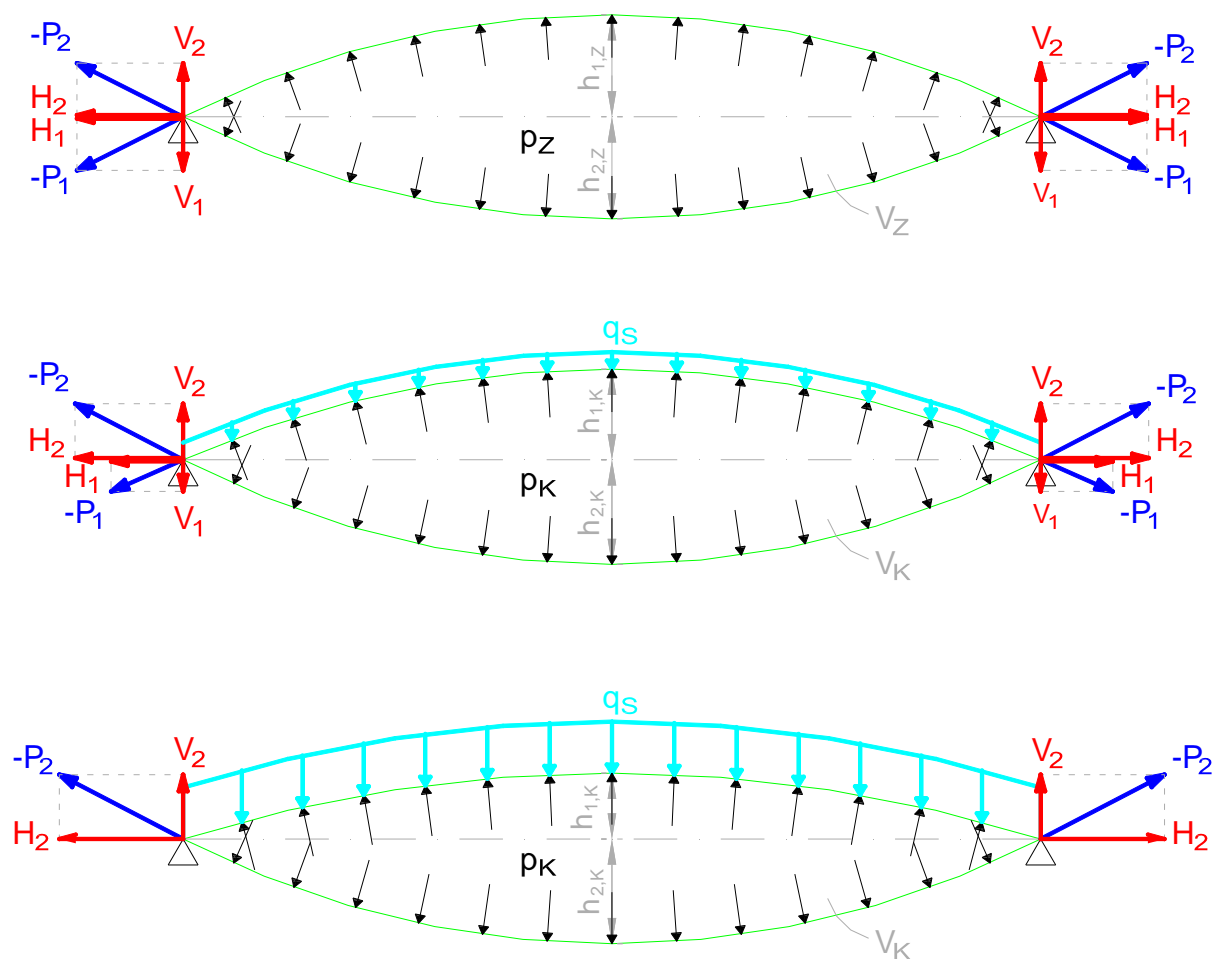 -P2 V2 h1,Z V2 -P2
H2 H2
H1 pZ H1
-P1 V1 h2,Z V1 -P1
VZ
qS
-P2 V2 h1,K V2 -P2
H2 H2
H1 pK H1
-P1 V1 h2,K V1 -P1
VK
qS
-P2 V2 h1,K V2 -P2
H2 H2
pK h2,K
VK